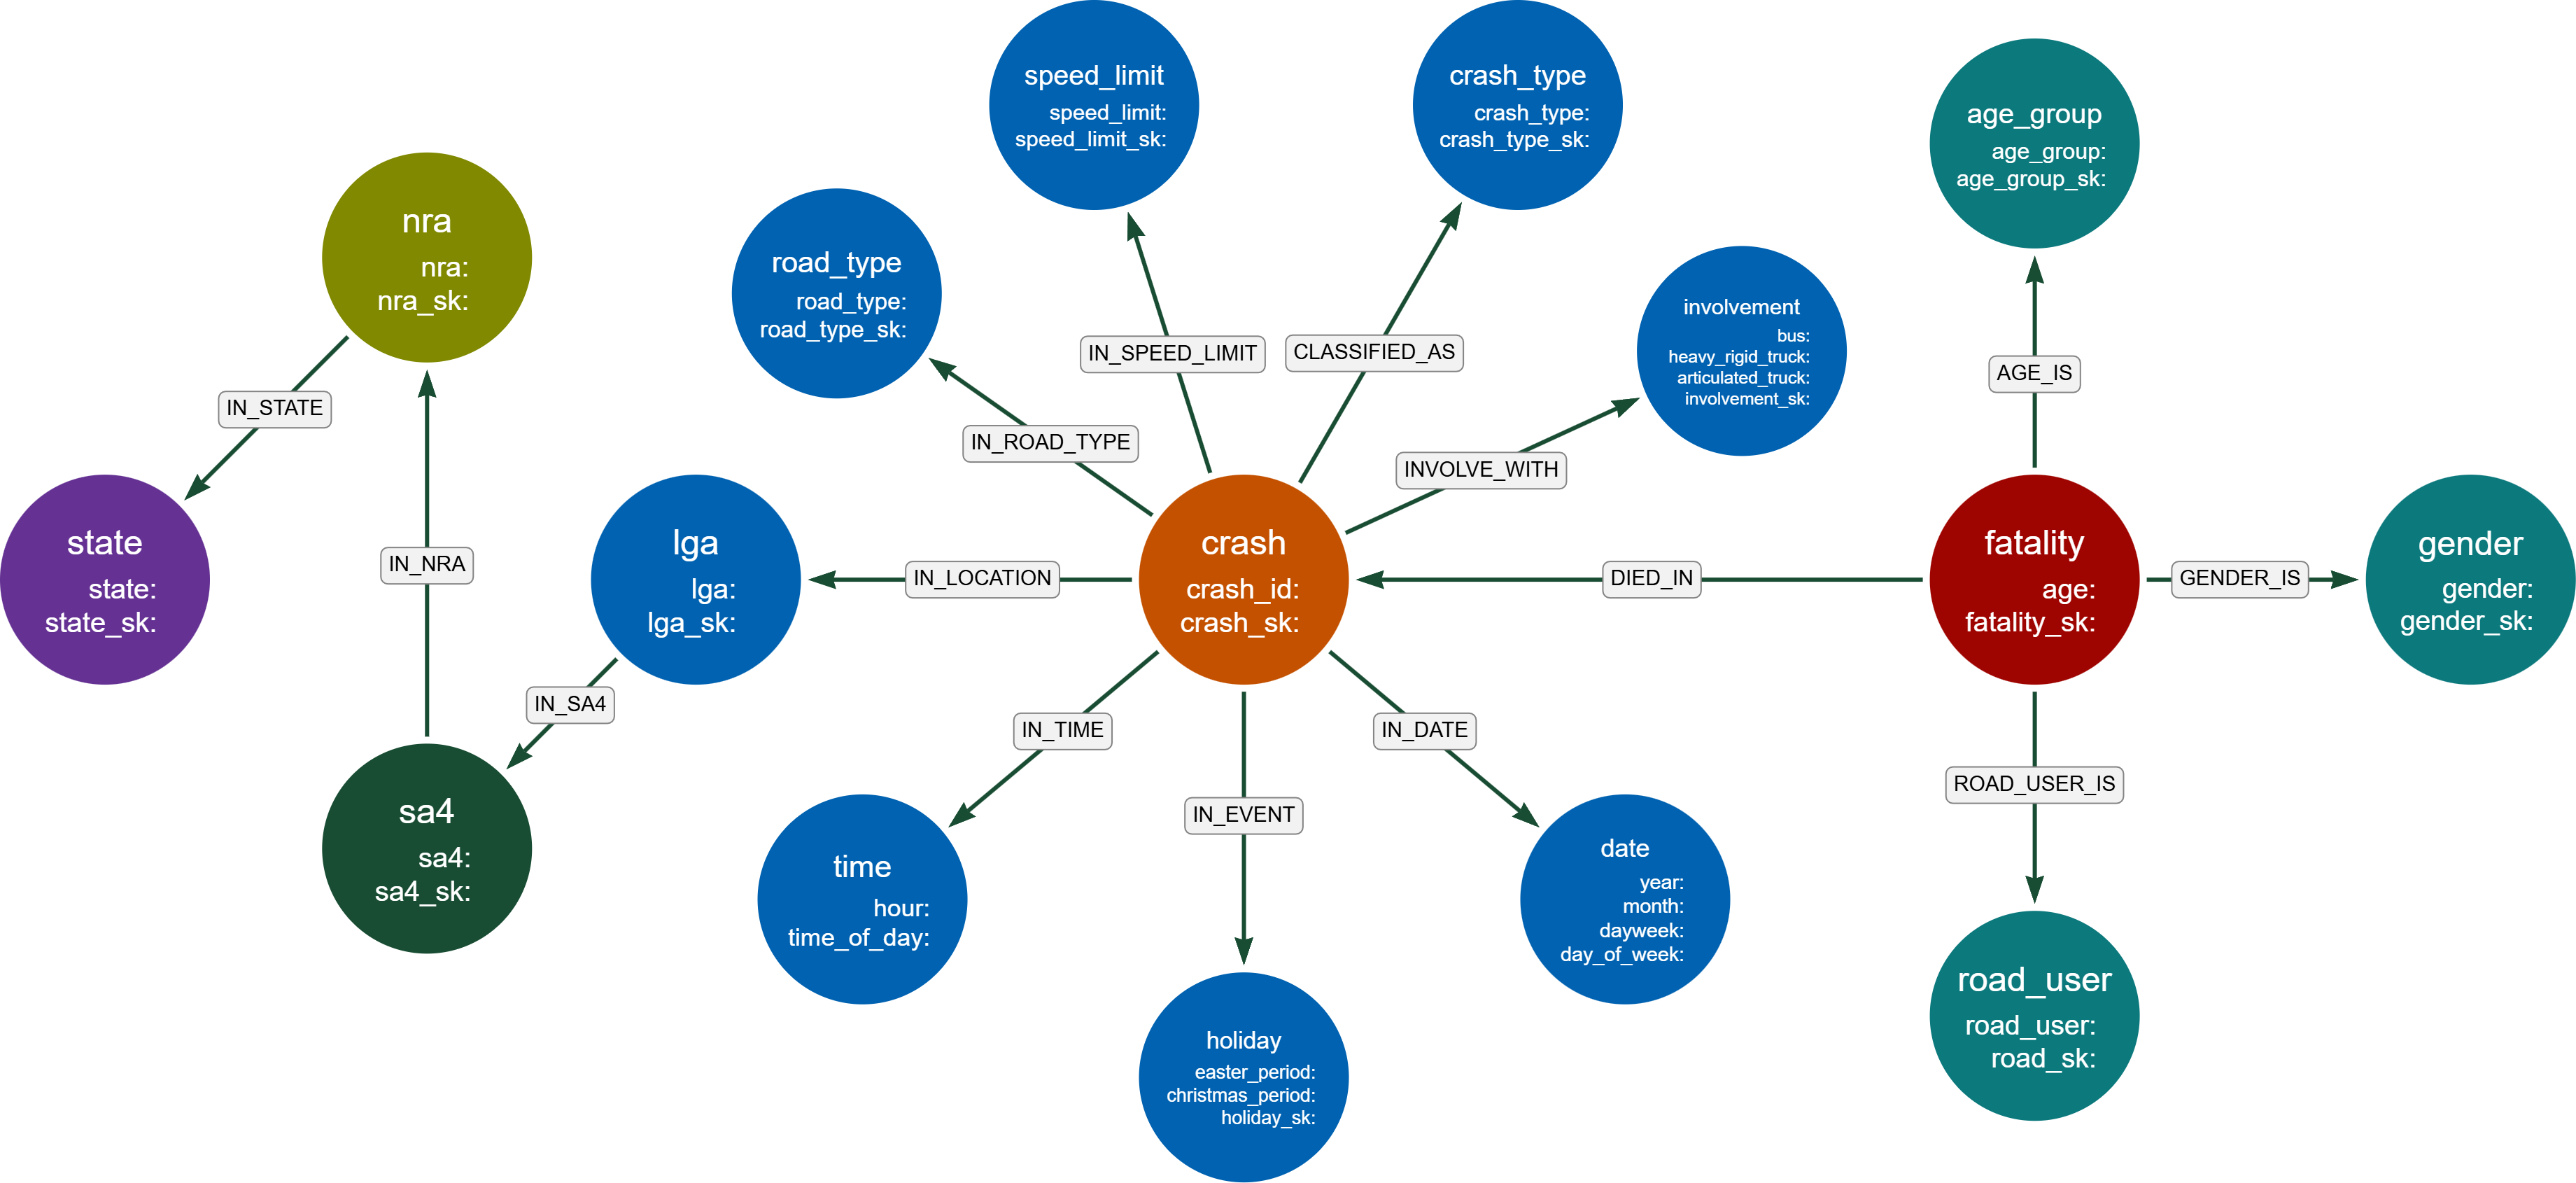 speed_limit
speed_limit:
speed_limit_sk:
crash_type
crash_type:
crash_type_sk:
age_group
age_group:
age_group_sk:
nra
nra:
nra_sk:
road_type
road_type:
road_type_sk:
involvement
bus:
heavy_rigid_truck:
articulated_truck:
involvement_sk:
IN_SPEED_LIMIT
CLASSIFIED_AS
AGE_IS
IN_STATE
IN_ROAD_TYPE
INVOLVE_WITH
state
state:
state_sk:
IN_NRA
lga
lga:
lga_sk:
IN_LOCATION
crash
crash_id:
crash_sk:
DIED_IN
fatality
age:
fatality_sk:
GENDER_IS
gender
gender:
gender_sk:
IN_SA4
IN_TIME
IN_EVENT
IN_DATE
ROAD_USER_IS
sa4
sa4:
sa4_sk:
time
hour:
time_of_day:
date
year:
month:
dayweek:
day_of_week:
holiday
easter_period:
christmas_period:
holiday_sk:
road_user
road_user:
road_sk: